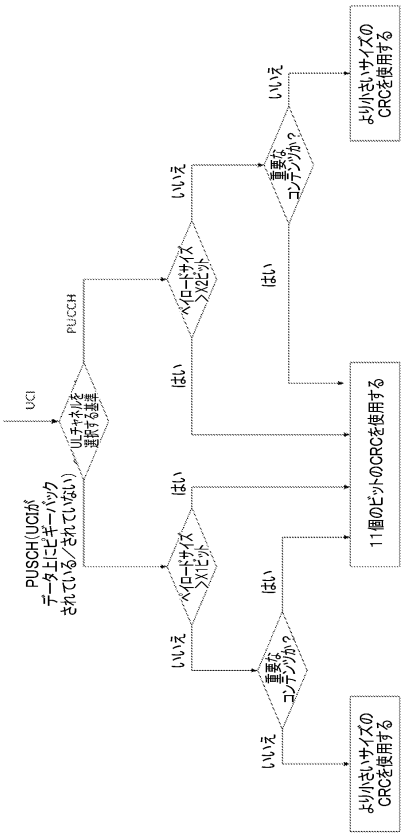 UCI
ULチャネルを
選択する基準
PUSCH(UCIが
データ上にピギーバック
されている／されていない)
PUCCH
ペイロードサイズ
>X1ビット
いいえ
はい
ペイロードサイズ
>X2ビット
はい
いいえ
重要な
コンテンツか?
いいえ
はい
重要な
コンテンツか?
はい
いいえ
より小さいサイズの
CRCを使用する
11個のビットのCRCを使用する
より小さいサイズの
CRCを使用する